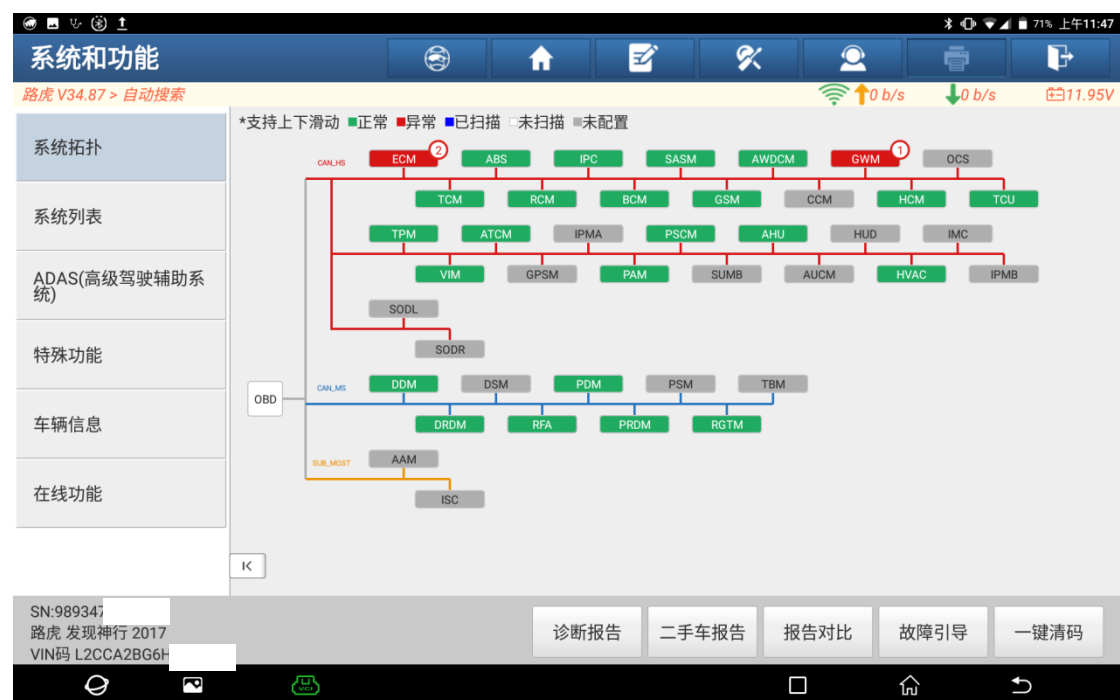 71% 上午11:47
系统和功能
路虎 V34.87 > 自动搜索
0 b/s 0 b/s 11.95V
*支持上下滑动 正常 异常 已扫描 未扫描 未配置
系统拓扑
系统列表
ADAS(高级驾驶辅助系
统)
特殊功能
车辆信息
在线功能
CAN_HS ECM 2 ABS IPC SASM AWDCM GWM 1 OCS
TCM RCM BCM GSM CCM HCM TCU
TPM ATCM IPMA PSCM AHU HUD IMC
VIM GPSM PAM SUMB AUCM HVAC IPMB
SODL
SODR
OBD
CAN_MS DDM DSM PDM PSM TBM
DRDM RFA PRDM RGTM
SUB_MOST AAM
ISC
SN:989347
路虎 发现神行 2017
VIN码 L2CCA2BG6H
诊断报告 二手车报告 报告对比 故障引导 一键清码
VCI